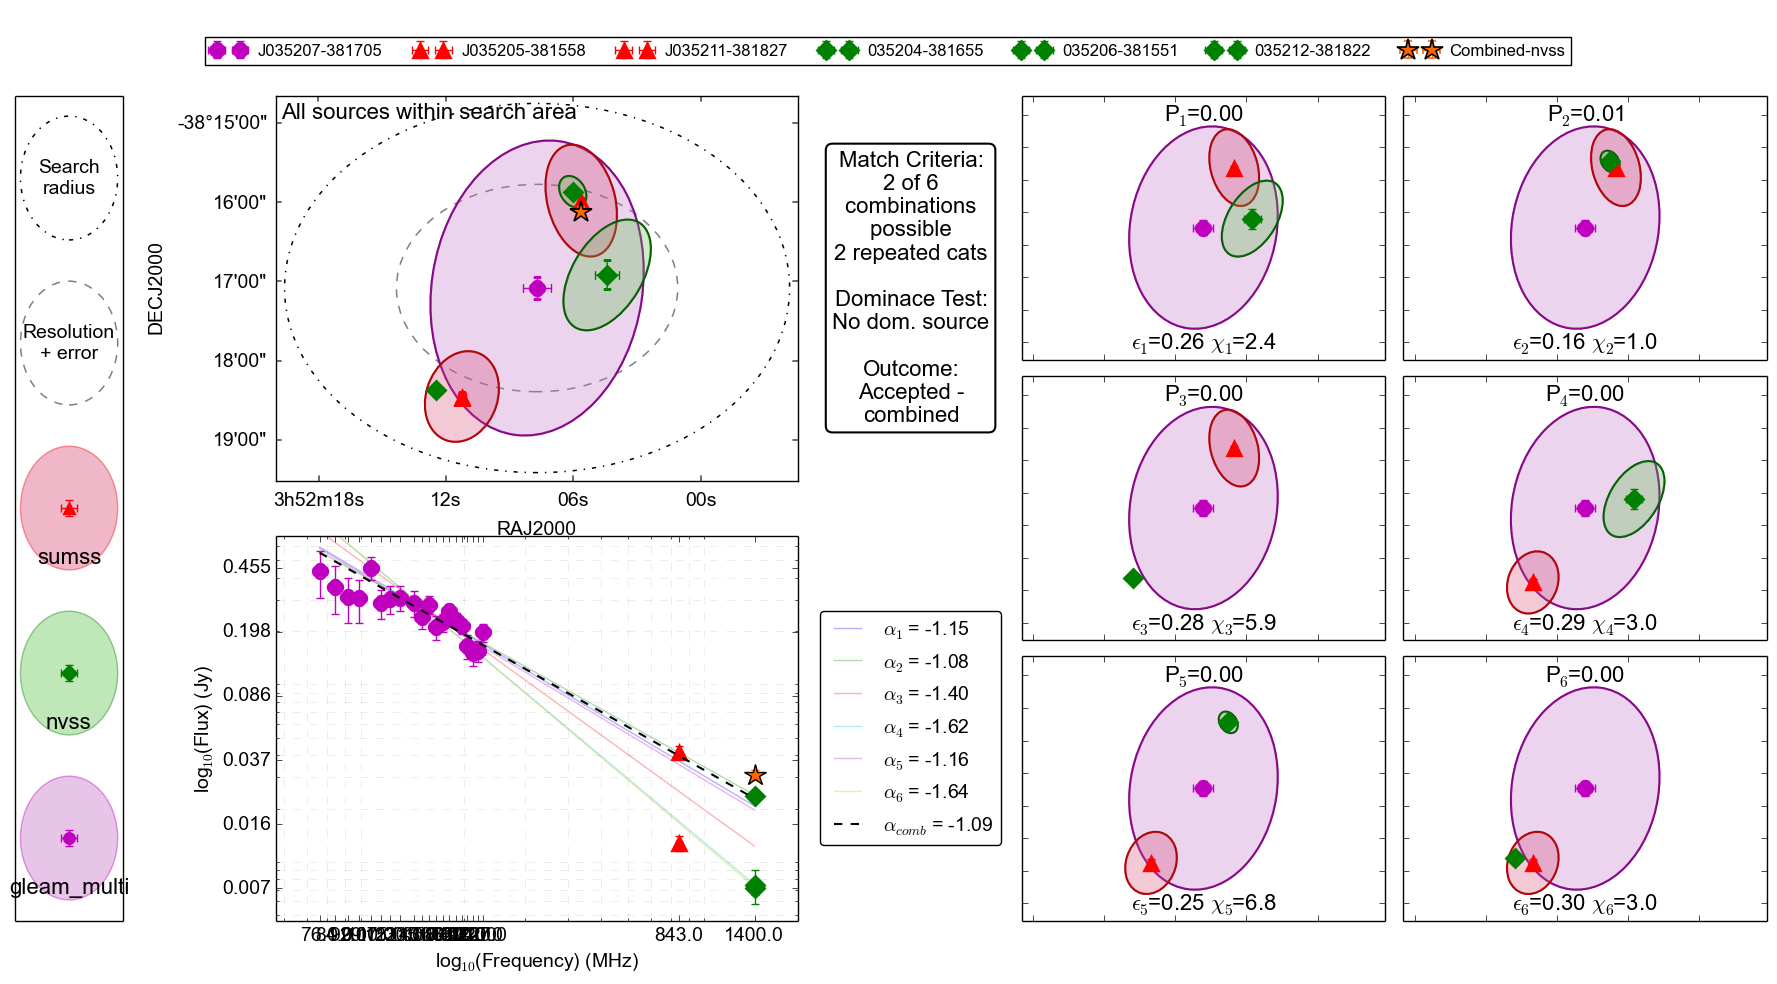 J035207-381705 J035205-381558 J035211-381827 035204-381655 035206-381551 035212-381822 Combined-nvss
Search
radius
Resolution
+ error
sumss
nvss
gleam_multi
All sources within search area
DECJ2000
-38°15'00"
16'00"
17'00"
18'00"
19'00"
3h52m18s 12s 06s 00s
RAJ2000
Match Criteria:
2 of 6
combinations
possible
2 repeated cats
Dominace Test:
No dom. source
Outcome:
Accepted -
combined
log₁₀(Flux) (Jy)
0.455
0.198
0.086
0.037
0.016
0.007
843.0 1400.0
log₁₀(Frequency) (MHz)
α₁ = -1.15
α₂ = -1.08
α₃ = -1.40
α₄ = -1.62
α₅ = -1.16
α₆ = -1.64
α_comb = -1.09
P₁=0.00
ϵ₁=0.26 χ₁=2.4
P₂=0.01
ϵ₂=0.16 χ₂=1.0
P₃=0.00
ϵ₃=0.28 χ₃=5.9
P₄=0.00
ϵ₄=0.29 χ₄=3.0
P₅=0.00
ϵ₅=0.25 χ₅=6.8
P₆=0.00
ϵ₆=0.30 χ₆=3.0